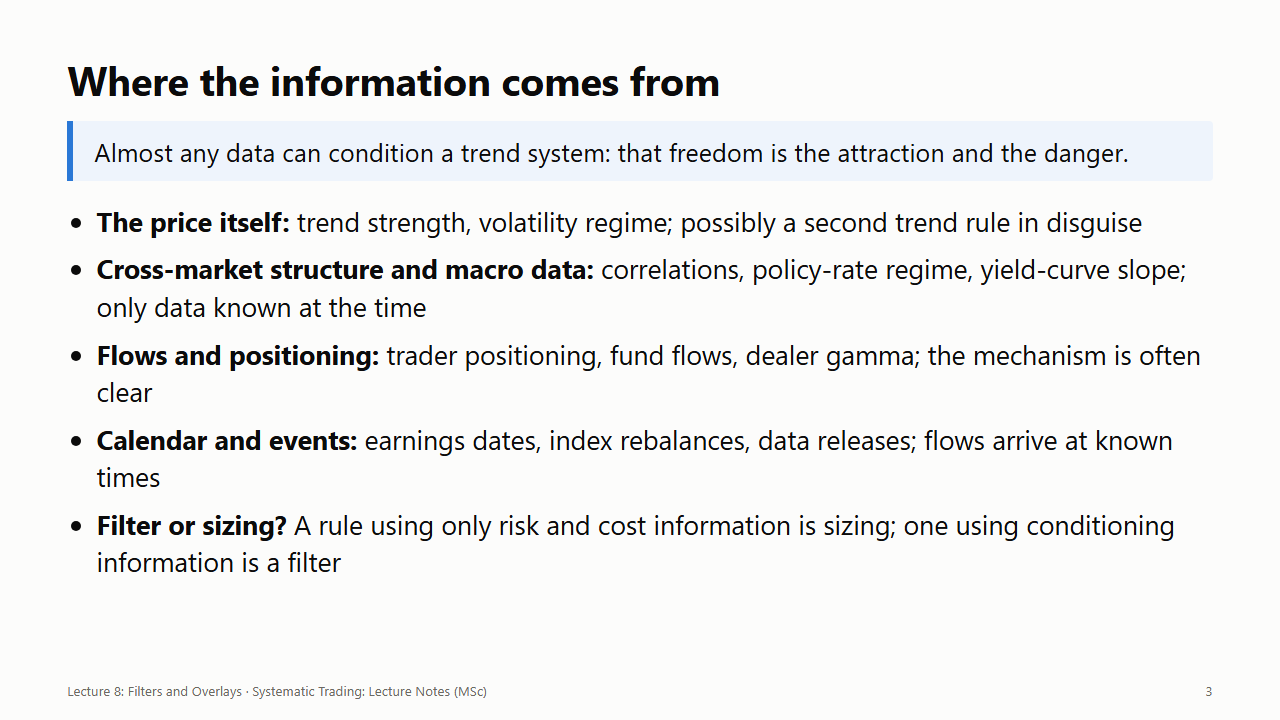 Where the information comes from
Almost any data can condition a trend system: that freedom is the attraction and the danger.
• The price itself: trend strength, volatility regime; possibly a second trend rule in disguise
• Cross-market structure and macro data: correlations, policy-rate regime, yield-curve slope;
only data known at the time
• Flows and positioning: trader positioning, fund flows, dealer gamma; the mechanism is often
clear
• Calendar and events: earnings dates, index rebalances, data releases; flows arrive at known
times
• Filter or sizing? A rule using only risk and cost information is sizing; one using conditioning
information is a filter
Lecture 8: Filters and Overlays · Systematic Trading: Lecture Notes (MSc)
3